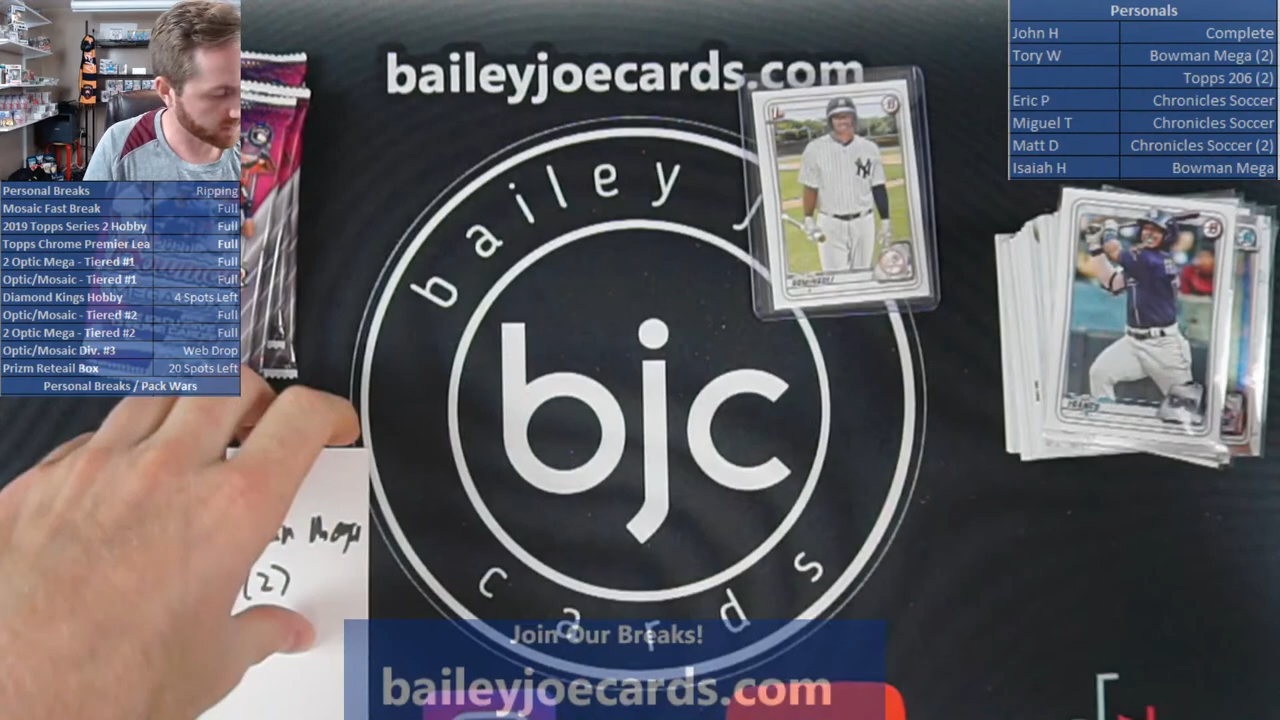 baileyjoecards.com
Personals
John H Complete
Tory W Bowman Mega (2)
Topps 206 (2)
Eric P Chronicles Soccer
Miguel T Chronicles Soccer
Matt D Chronicles Soccer (2)
Isaiah H Bowman Mega
Personal Breaks Ripping
Mosaic Fast Break Full
2019 Topps Series 2 Hobby Full
Topps Chrome Premier Lea Full
2 Optic Mega - Tiered #1 Full
Optic/Mosaic - Tiered #1 Full
Diamond Kings Hobby 4 Spots Left
Optic/Mosaic - Tiered #2 Full
2 Optic Mega - Tiered #2 Full
Optic/Mosaic Div. #3 Web Drop
Prizm Reteail Box 20 Spots Left
Personal Breaks / Pack Wars
bailey j
bjc
cards
(2)
Join Our Breaks!
baileyjoecards.com